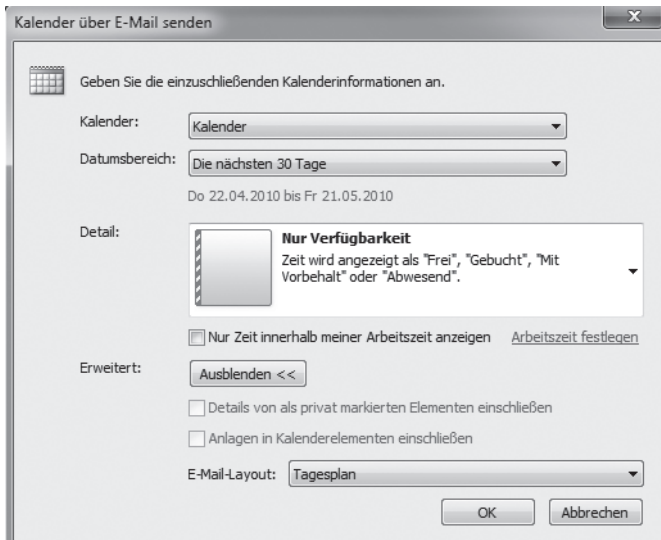 Kalender über E-Mail senden
X
Geben Sie die einzuschließenden Kalenderinformationen an.
Kalender: Kalender
Datumsbereich: Die nächsten 30 Tage
Do 22.04.2010 bis Fr 21.05.2010
Detail: Nur Verfügbarkeit
Zeit wird angezeigt als "Frei", "Gebucht", "Mit
Vorbehalt" oder "Abwesend".
Nur Zeit innerhalb meiner Arbeitszeit anzeigen Arbeitszeit festlegen
Erweitert: Ausblenden <<
Details von als privat markierten Elementen einschließen
Anlagen in Kalenderelementen einschließen
E-Mail-Layout: Tagesplan
OK Abbrechen